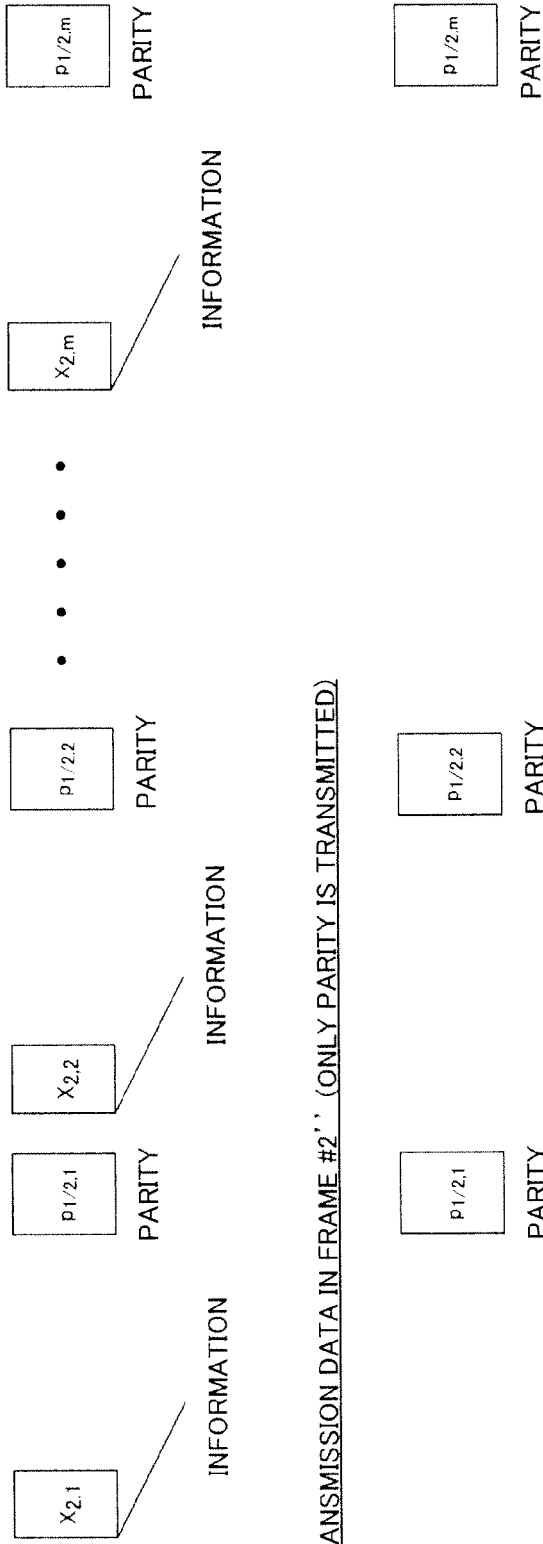 X2,1
INFORMATION
p1/2,1
PARITY
X2,2
INFORMATION
p1/2,2
PARITY
X2,m
INFORMATION
p1/2,m
PARITY
ANSMISSION DATA IN FRAME #2'' (ONLY PARITY IS TRANSMITTED)
p1/2,1
PARITY
p1/2,2
PARITY
p1/2,m
PARITY